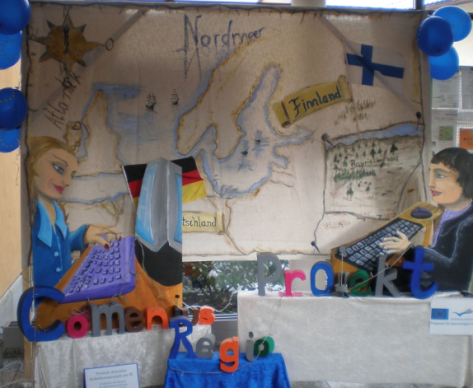 Nordmeer
Atlantik
! Finnland
Deutschland
Comenius
Projekt
Regio